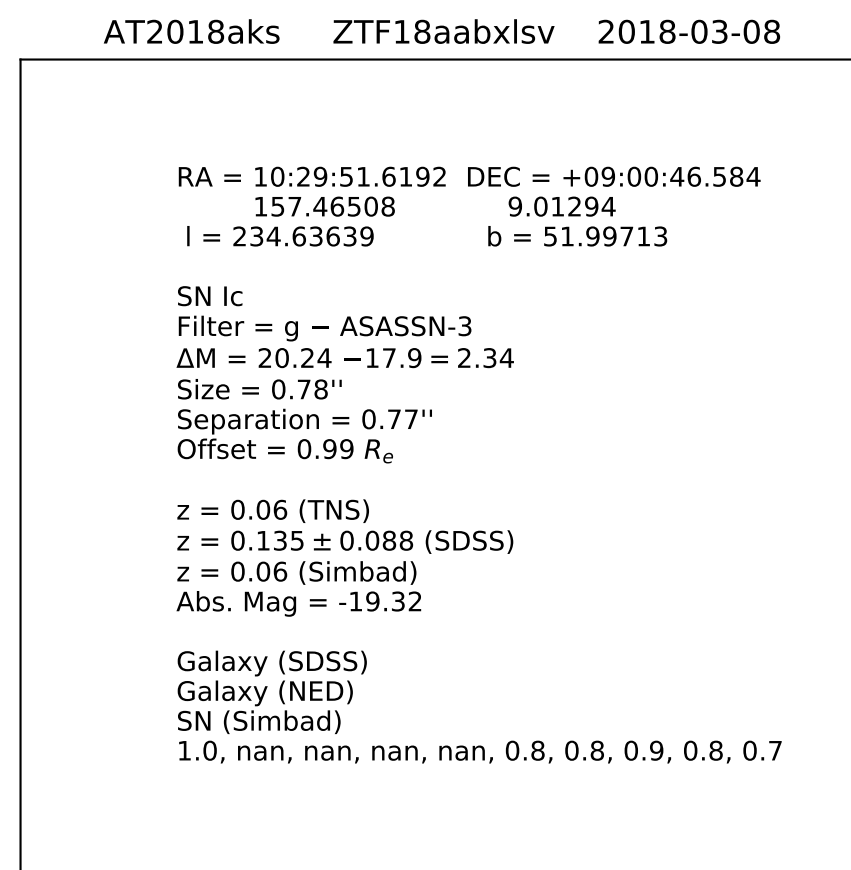 AT2018aks ZTF18aabxlsv 2018-03-08
RA = 10:29:51.6192 DEC = +09:00:46.584
157.46508 9.01294
l = 234.63639 b = 51.99713
SN Ic
Filter = g − ASASSN-3
ΔM = 20.24 −17.9 = 2.34
Size = 0.78''
Separation = 0.77''
Offset = 0.99 Rₑ
z = 0.06 (TNS)
z = 0.135 ± 0.088 (SDSS)
z = 0.06 (Simbad)
Abs. Mag = -19.32
Galaxy (SDSS)
Galaxy (NED)
SN (Simbad)
1.0, nan, nan, nan, nan, 0.8, 0.8, 0.9, 0.8, 0.7